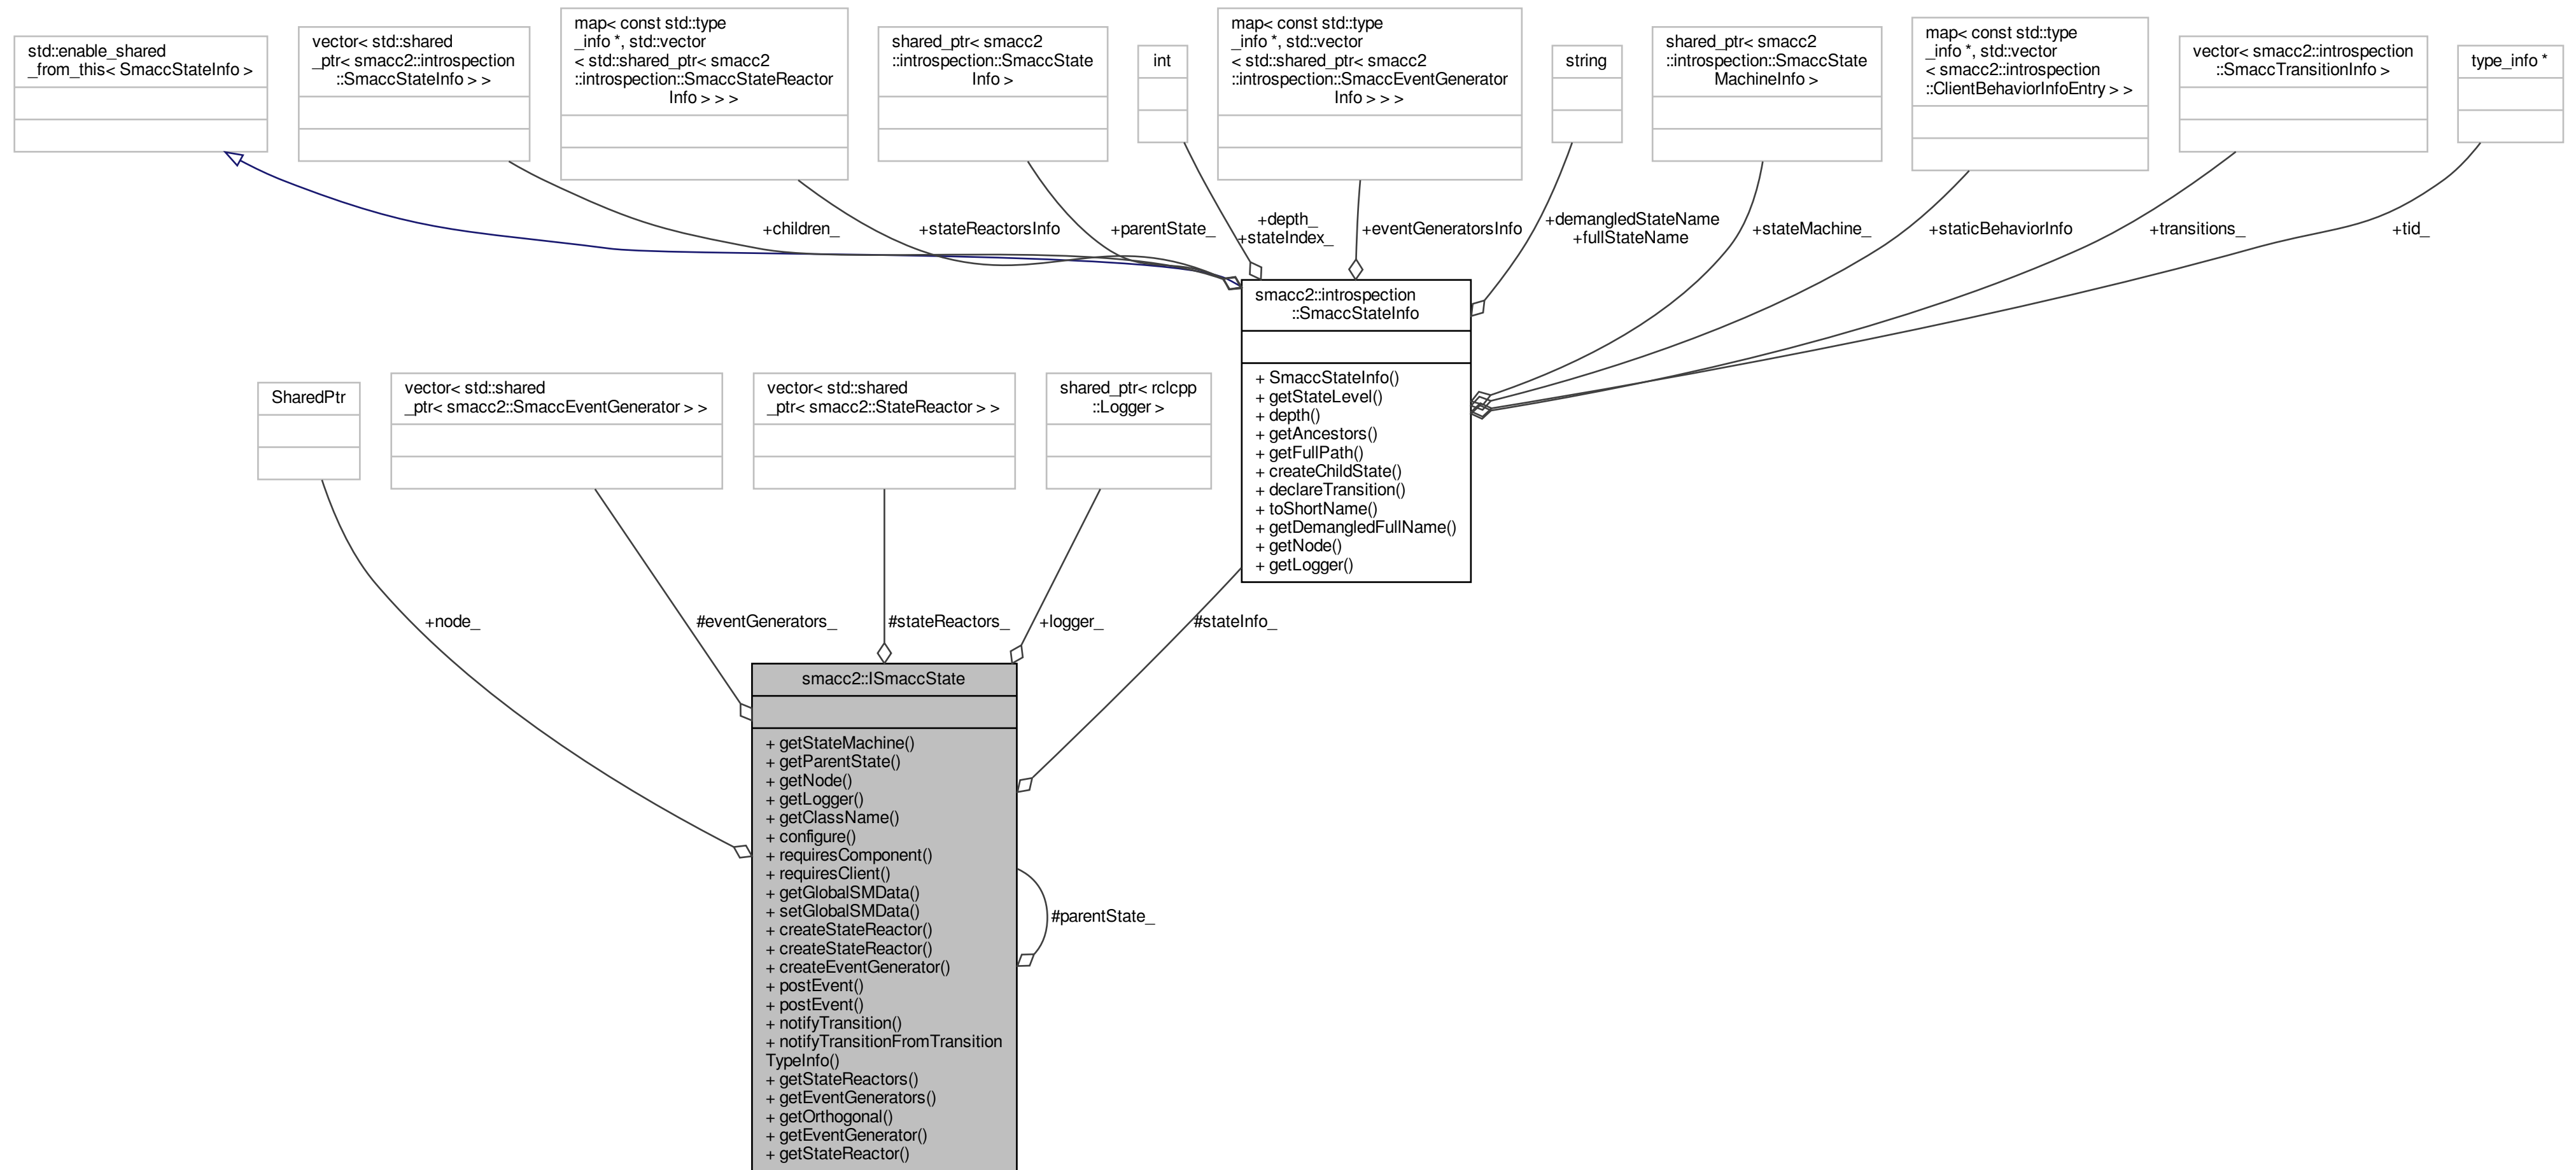 std::enable_shared
_from_this< SmaccStateInfo >
vector< std::shared
_ptr< smacc2::introspection
::SmaccStateInfo > >
map< const std::type
_info *, std::vector
< std::shared_ptr< smacc2
::introspection::SmaccStateReactor
Info > > >
shared_ptr< smacc2
::introspection::SmaccState
Info >
int
map< const std::type
_info *, std::vector
< std::shared_ptr< smacc2
::introspection::SmaccEventGenerator
Info > > >
string
shared_ptr< smacc2
::introspection::SmaccState
MachineInfo >
map< const std::type
_info *, std::vector
< smacc2::introspection
::ClientBehaviorInfoEntry > >
vector< smacc2::introspection
::SmaccTransitionInfo >
type_info *
+children_
+stateReactorsInfo
+parentState_
+depth_
+stateIndex_
+eventGeneratorsInfo
+demangledStateName
+fullStateName
+stateMachine_
+staticBehaviorInfo
+transitions_
+tid_
smacc2::introspection
::SmaccStateInfo
+ SmaccStateInfo()
+ getStateLevel()
+ depth()
+ getAncestors()
+ getFullPath()
+ createChildState()
+ declareTransition()
+ toShortName()
+ getDemangledFullName()
+ getNode()
+ getLogger()
SharedPtr
vector< std::shared
_ptr< smacc2::SmaccEventGenerator > >
vector< std::shared
_ptr< smacc2::StateReactor > >
shared_ptr< rclcpp
::Logger >
+node_
#eventGenerators_
#stateReactors_
+logger_
#stateInfo_
smacc2::ISmaccState
+ getStateMachine()
+ getParentState()
+ getNode()
+ getLogger()
+ getClassName()
+ configure()
+ requiresComponent()
+ requiresClient()
+ getGlobalSMData()
+ setGlobalSMData()
+ createStateReactor()
+ createStateReactor()
+ createEventGenerator()
+ postEvent()
+ postEvent()
+ notifyTransition()
+ notifyTransitionFromTransition
TypeInfo()
+ getStateReactors()
+ getEventGenerators()
+ getOrthogonal()
+ getEventGenerator()
+ getStateReactor()
#parentState_